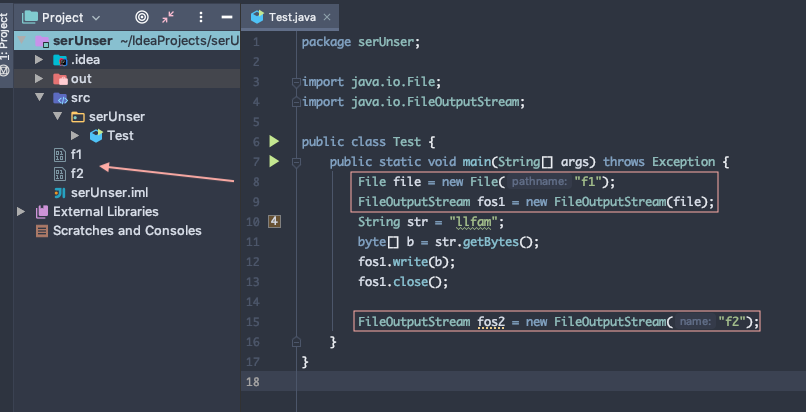 1: Project
Project
serUnser ~/IdeaProjects/serU
.idea
out
src
serUnser
Test
f1
f2
serUnser.iml
External Libraries
Scratches and Consoles
Test.java
1 package serUnser;
2
3 import java.io.File;
4 import java.io.FileOutputStream;
5
6 public class Test {
7 public static void main(String[] args) throws Exception {
8 File file = new File( pathname: "f1");
9 FileOutputStream fos1 = new FileOutputStream(file);
10 4 String str = "llfam";
11 byte[] b = str.getBytes();
12 fos1.write(b);
13 fos1.close();
14
15 FileOutputStream fos2 = new FileOutputStream( name: "f2");
16 }
17 }
18